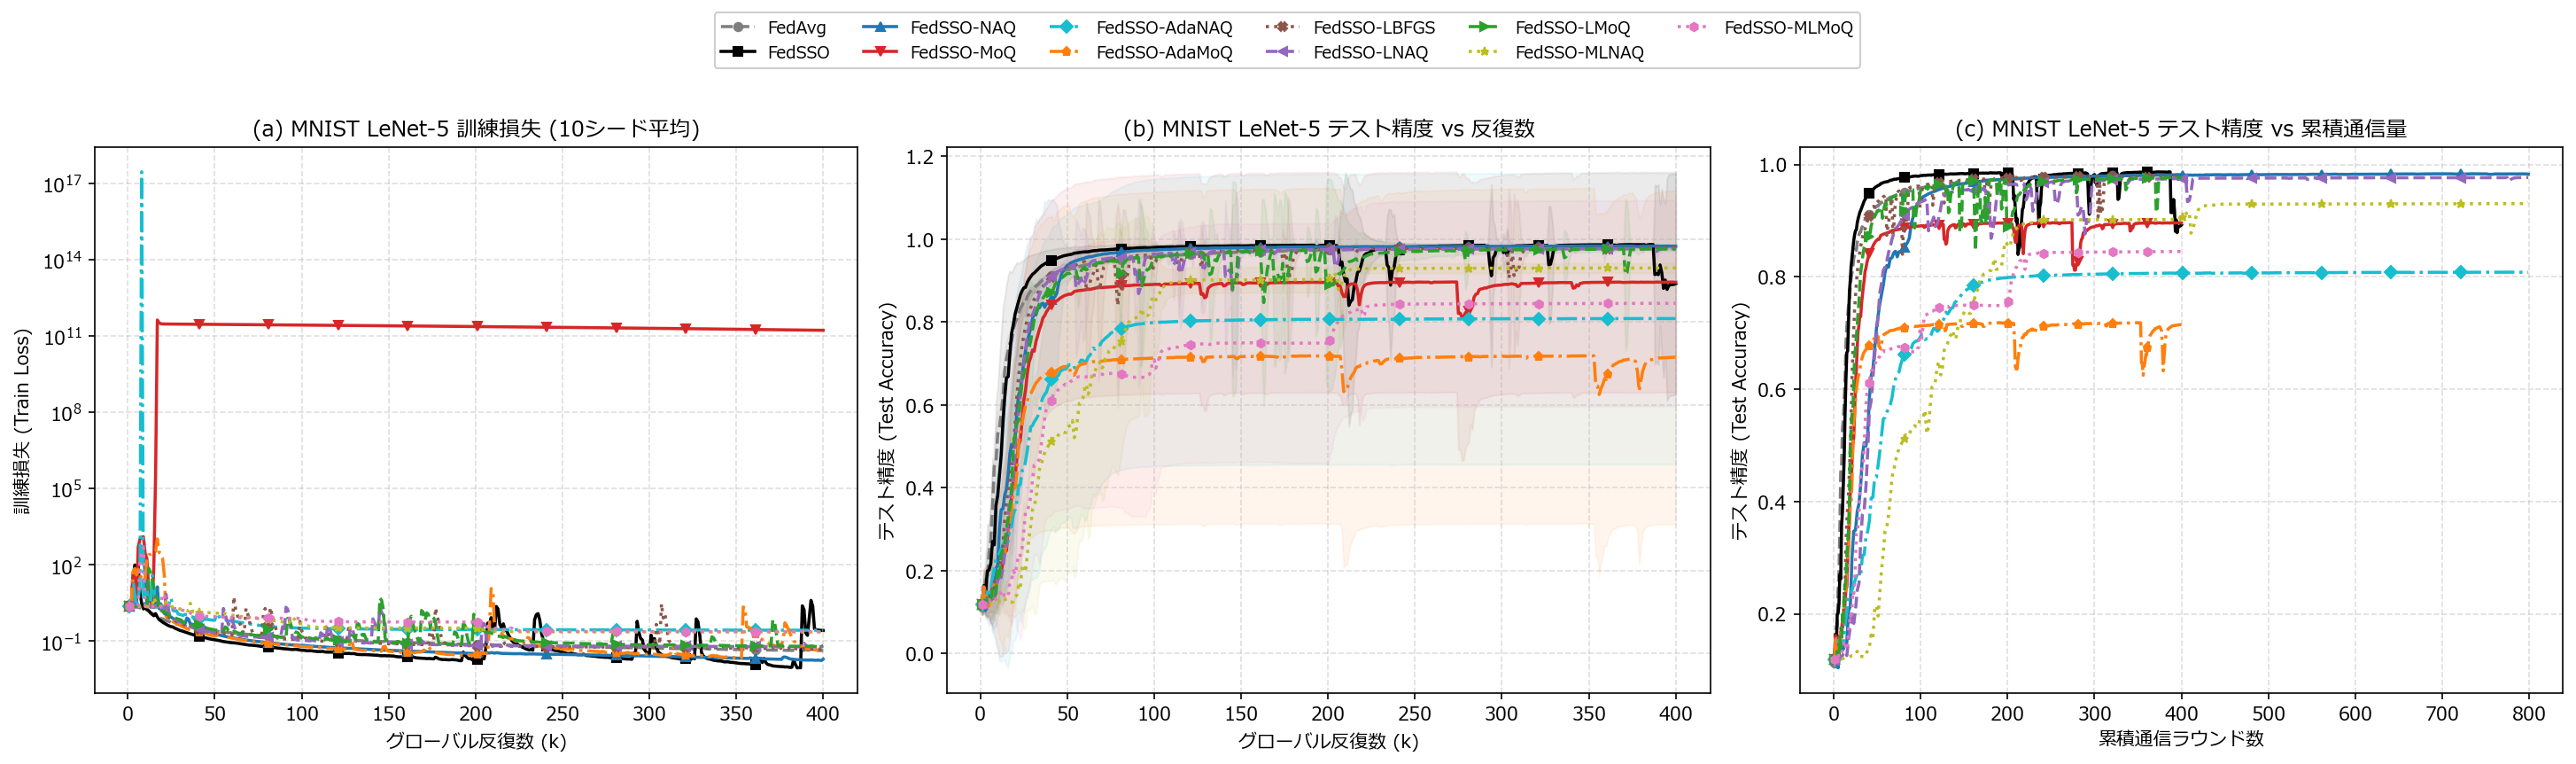 FedAvg FedSSO-NAQ FedSSO-AdaNAQ FedSSO-LBFGS FedSSO-LMoQ FedSSO-MLMoQ
FedSSO FedSSO-MoQ FedSSO-AdaMoQ FedSSO-LNAQ FedSSO-MLNAQ
(a) MNIST LeNet-5 訓練損失 (10シード平均)
訓練損失 (Train Loss)
10^17
10^14
10^11
10^8
10^5
10^2
10^−1
0 50 100 150 200 250 300 350 400
グローバル反復数 (k)
(b) MNIST LeNet-5 テスト精度 vs 反復数
テスト精度 (Test Accuracy)
1.2
1.0
0.8
0.6
0.4
0.2
0.0
0 50 100 150 200 250 300 350 400
グローバル反復数 (k)
(c) MNIST LeNet-5 テスト精度 vs 累積通信量
テスト精度 (Test Accuracy)
1.0
0.8
0.6
0.4
0.2
0 100 200 300 400 500 600 700 800
累積通信ラウンド数